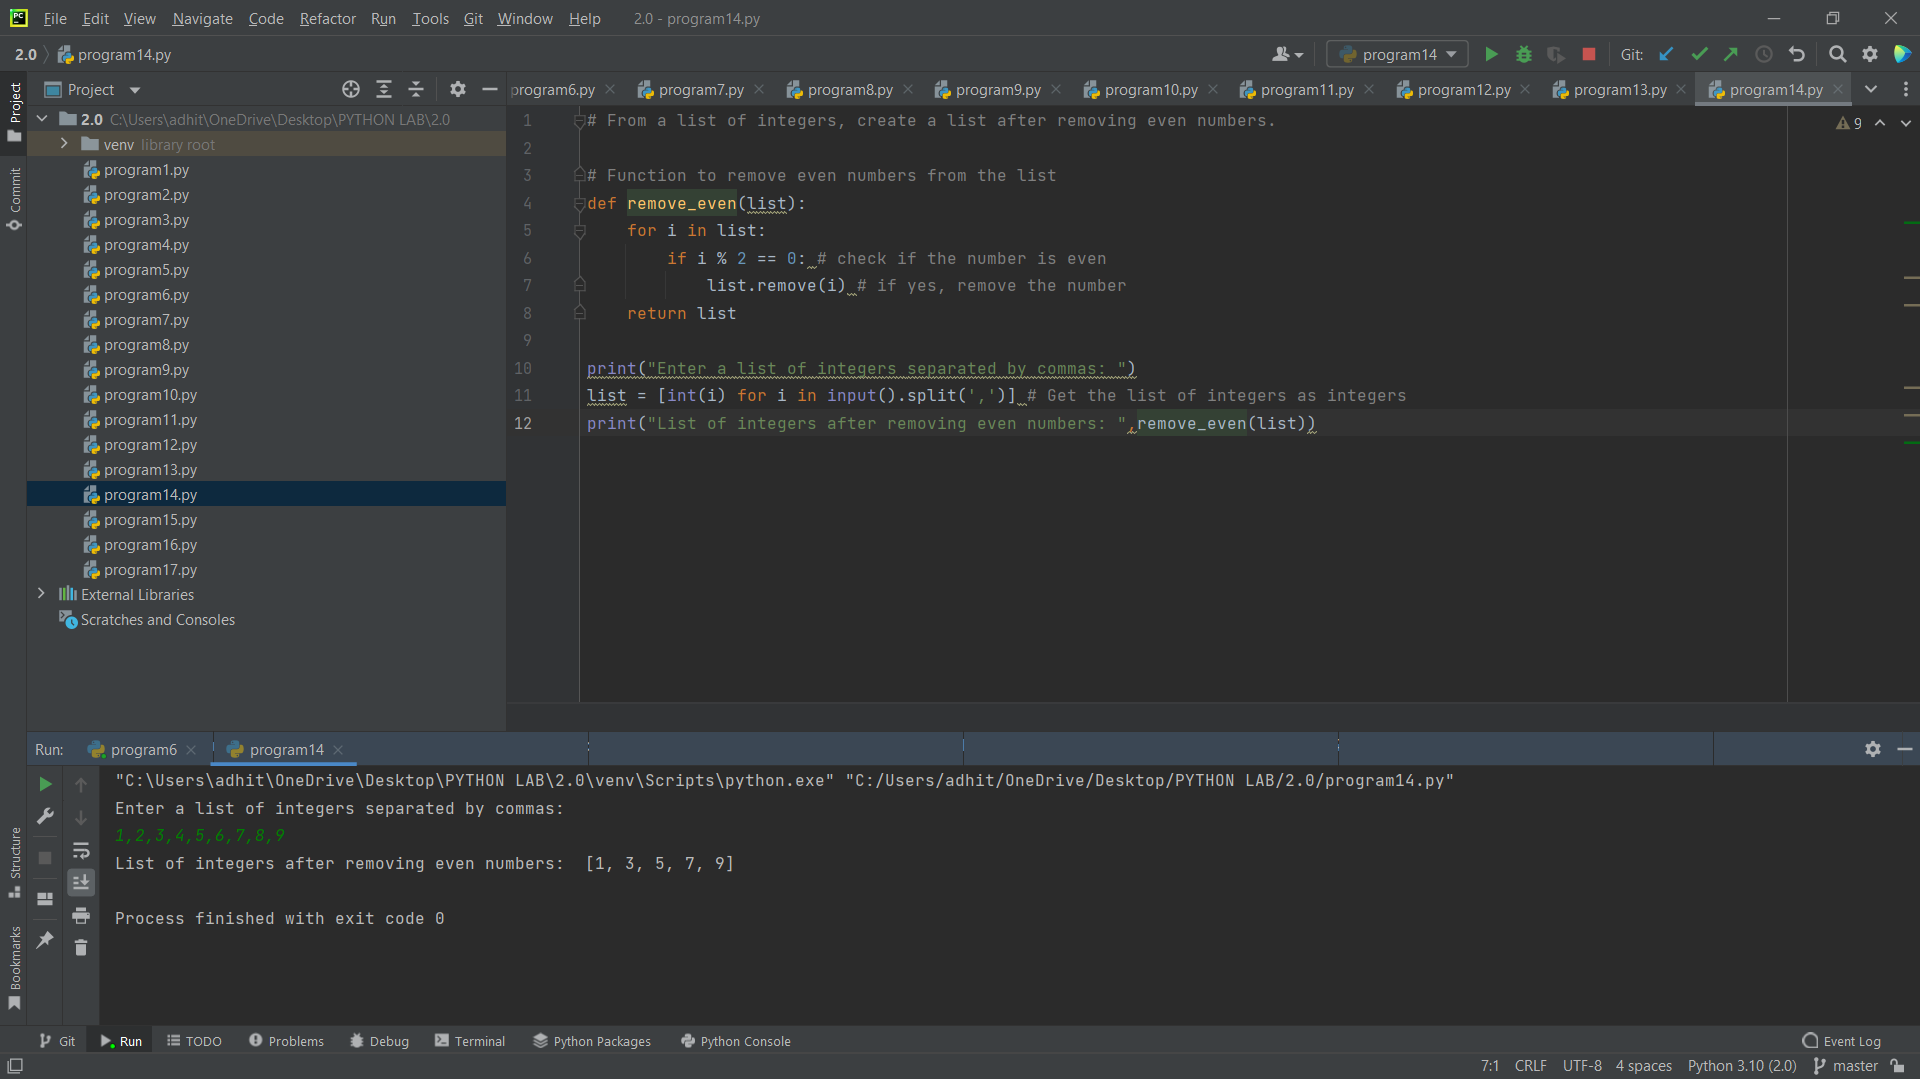 File Edit View Navigate Code Refactor Run Tools Git Window Help 2.0 - program14.py
2.0 program14.py program14 Git:
Project program6.py program7.py program8.py program9.py program10.py program11.py program12.py program13.py program14.py
Project
Commit
Structure
Bookmarks
2.0 C:\Users\adhit\OneDrive\Desktop\PYTHON LAB\2.0
venv library root
program1.py
program2.py
program3.py
program4.py
program5.py
program6.py
program7.py
program8.py
program9.py
program10.py
program11.py
program12.py
program13.py
program14.py
program15.py
program16.py
program17.py
External Libraries
Scratches and Consoles
9
1 # From a list of integers, create a list after removing even numbers.
2
3 # Function to remove even numbers from the list
4 def remove_even(list):
5     for i in list:
6         if i % 2 == 0: # check if the number is even
7             list.remove(i) # if yes, remove the number
8     return list
9
10 print("Enter a list of integers separated by commas: ")
11 list = [int(i) for i in input().split(',')] # Get the list of integers as integers
12 print("List of integers after removing even numbers: ",remove_even(list))
Run: program6 program14
"C:\Users\adhit\OneDrive\Desktop\PYTHON LAB\2.0\venv\Scripts\python.exe" "C:/Users/adhit/OneDrive/Desktop/PYTHON LAB/2.0/program14.py"
Enter a list of integers separated by commas:
1,2,3,4,5,6,7,8,9
List of integers after removing even numbers:  [1, 3, 5, 7, 9]
Process finished with exit code 0
Git Run TODO Problems Debug Terminal Python Packages Python Console Event Log
7:1 CRLF UTF-8 4 spaces Python 3.10 (2.0) master